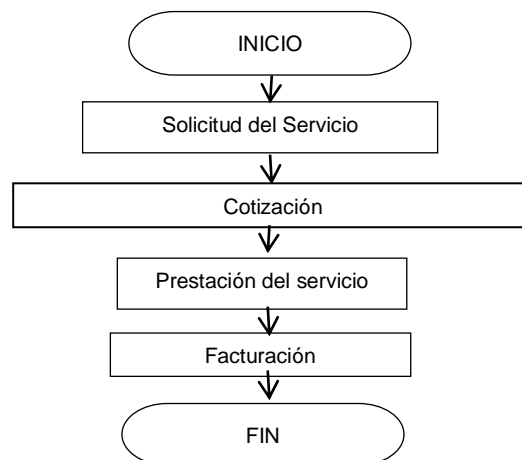 INICIO
Solicitud del Servicio
Cotización
Prestación del servicio
Facturación
FIN